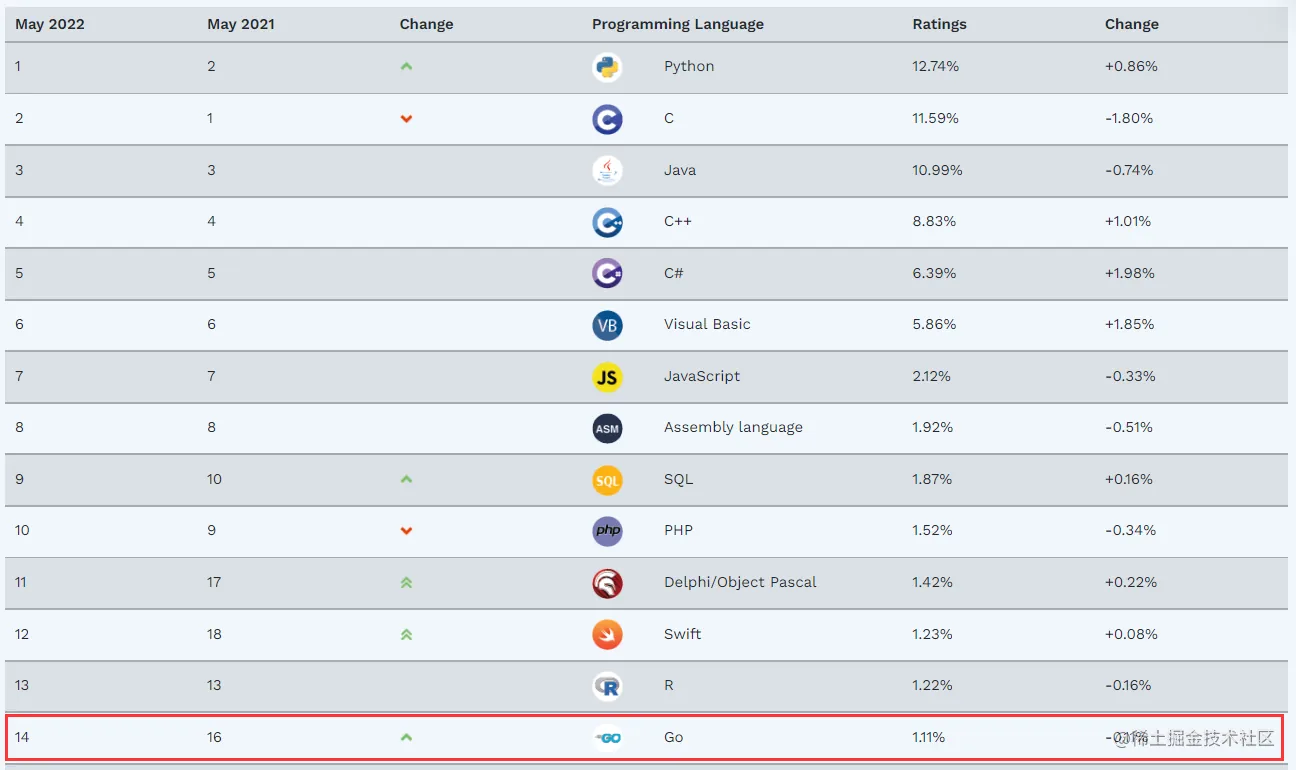 May 2022 May 2021 Change Programming Language Ratings Change
1 2 Python 12.74% +0.86%
2 1 C 11.59% -1.80%
3 3 Java 10.99% -0.74%
4 4 C++ 8.83% +1.01%
5 5 C# 6.39% +1.98%
6 6 VB Visual Basic 5.86% +1.85%
7 7 JS JavaScript 2.12% -0.33%
8 8 ASM Assembly language 1.92% -0.51%
9 10 SQL SQL 1.87% +0.16%
10 9 php PHP 1.52% -0.34%
11 17 Delphi/Object Pascal 1.42% +0.22%
12 18 Swift 1.23% +0.08%
13 13 R R 1.22% -0.16%
14 16 GO Go 1.11%
@稀土掘金技术社区